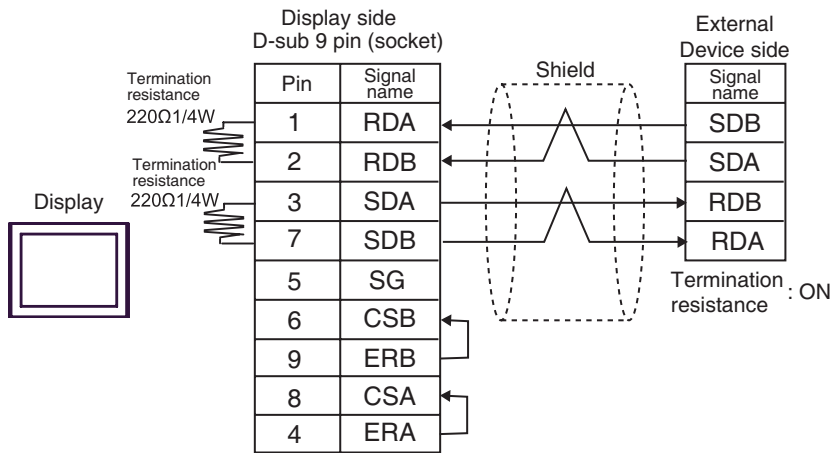 Display side
D-sub 9 pin (socket)
External
Device side
Termination
resistance
220Ω1/4W
Termination
resistance
220Ω1/4W
Display
Pin Signal
name
1 RDA
2 RDB
3 SDA
7 SDB
5 SG
6 CSB
9 ERB
8 CSA
4 ERA
Shield
Signal
name
SDB
SDA
RDB
RDA
Termination
resistance : ON